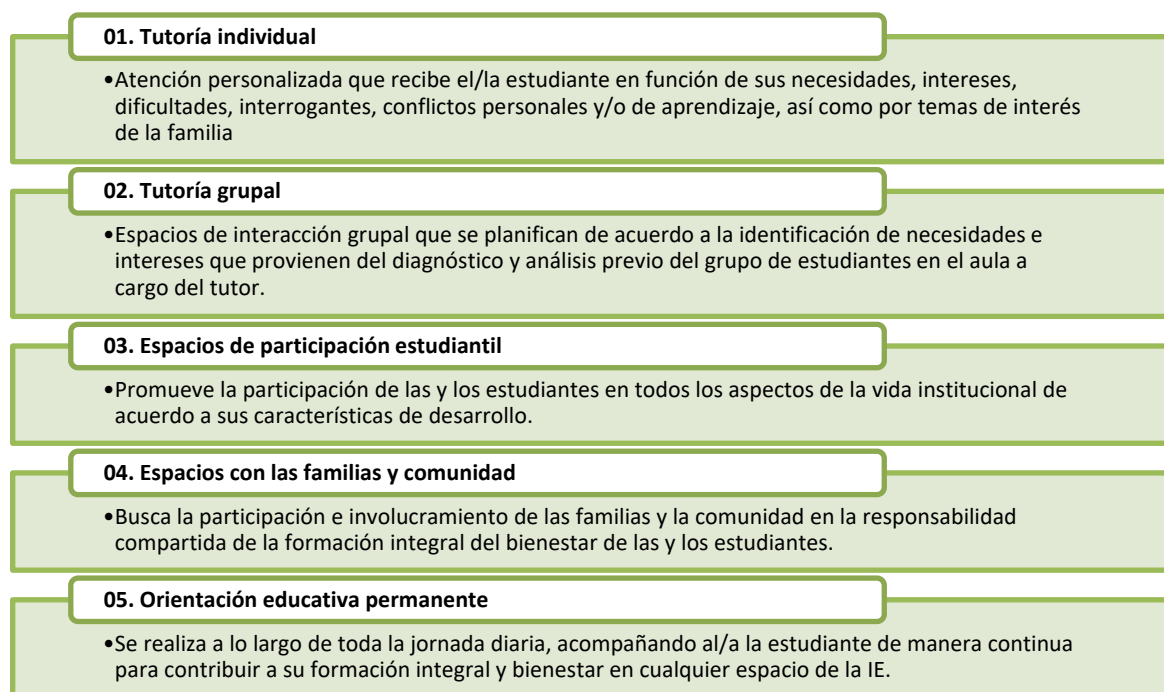 01. Tutoría individual
•Atención personalizada que recibe el/la estudiante en función de sus necesidades, intereses,
dificultades, interrogantes, conflictos personales y/o de aprendizaje, así como por temas de interés
de la familia
02. Tutoría grupal
•Espacios de interacción grupal que se planifican de acuerdo a la identificación de necesidades e
intereses que provienen del diagnóstico y análisis previo del grupo de estudiantes en el aula a
cargo del tutor.
03. Espacios de participación estudiantil
•Promueve la participación de las y los estudiantes en todos los aspectos de la vida institucional de
acuerdo a sus características de desarrollo.
04. Espacios con las familias y comunidad
•Busca la participación e involucramiento de las familias y la comunidad en la responsabilidad
compartida de la formación integral del bienestar de las y los estudiantes.
05. Orientación educativa permanente
•Se realiza a lo largo de toda la jornada diaria, acompañando al/a la estudiante de manera continua
para contribuir a su formación integral y bienestar en cualquier espacio de la IE.